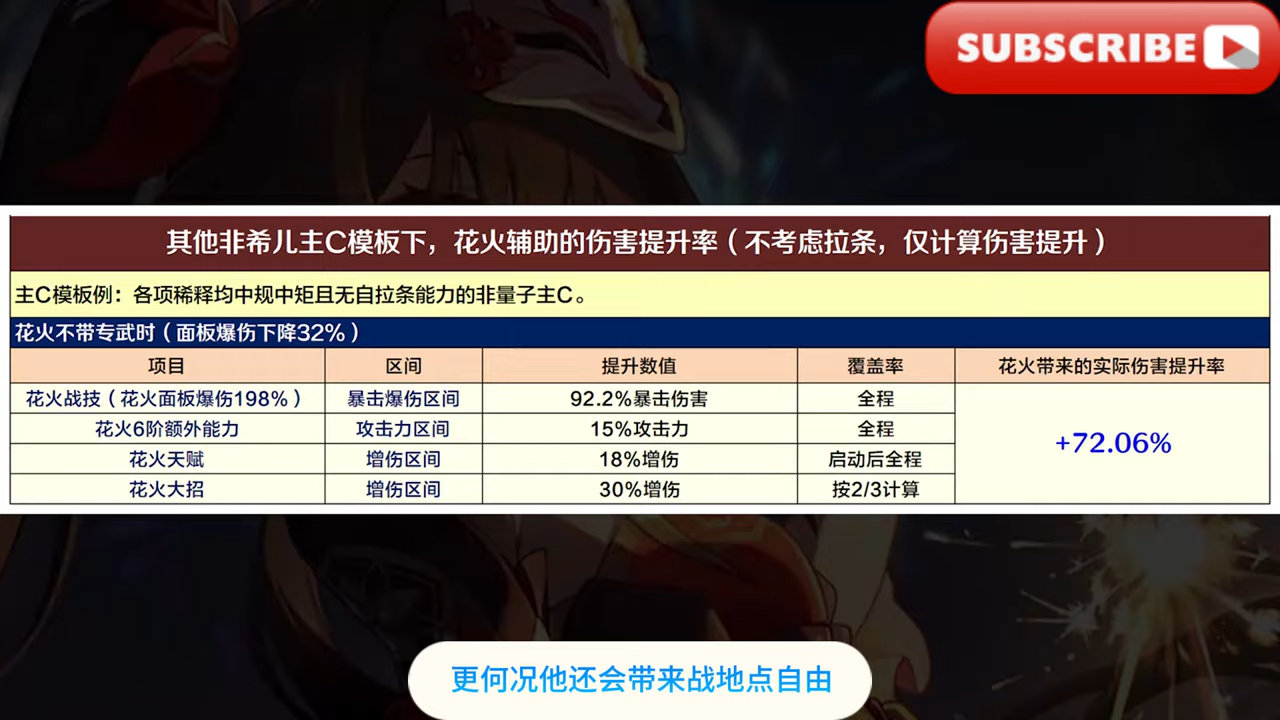 SUBSCRIBE
其他非希儿主C模板下，花火辅助的伤害提升率（不考虑拉条，仅计算伤害提升）
主C模板例：各项稀释均中规中矩且无自拉条能力的非量子主C。
花火不带专武时（面板爆伤下降32%）
项目 区间 提升数值 覆盖率 花火带来的实际伤害提升率
花火战技（花火面板爆伤198%） 暴击爆伤区间 92.2%暴击伤害 全程
花火6阶额外能力 攻击力区间 15%攻击力 全程
+72.06%
花火天赋 增伤区间 18%增伤 启动后全程
花火大招 增伤区间 30%增伤 按2/3计算
更何况他还会带来战地点自由